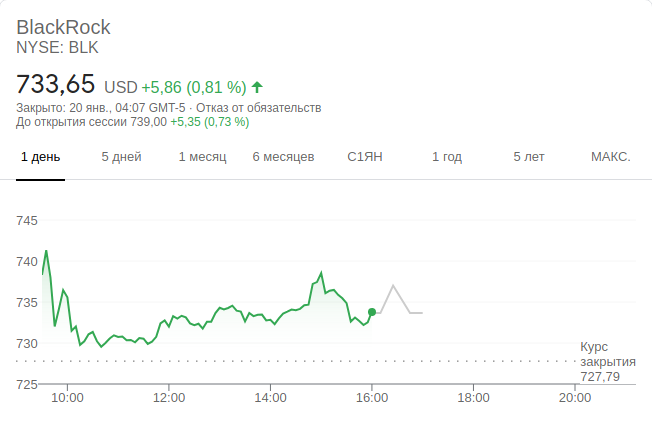 BlackRock
NYSE: BLK
733,65 USD +5,86 (0,81 %)
Закрыто: 20 янв., 04:07 GMT-5 · Отказ от обязательств
До открытия сессии 739,00 +5,35 (0,73 %)
1 день 5 дней 1 месяц 6 месяцев С1ЯН 1 год 5 лет МАКС.
745
740
735
730
725
Курс
закрытия
727,79
10:00 12:00 14:00 16:00 18:00 20:00